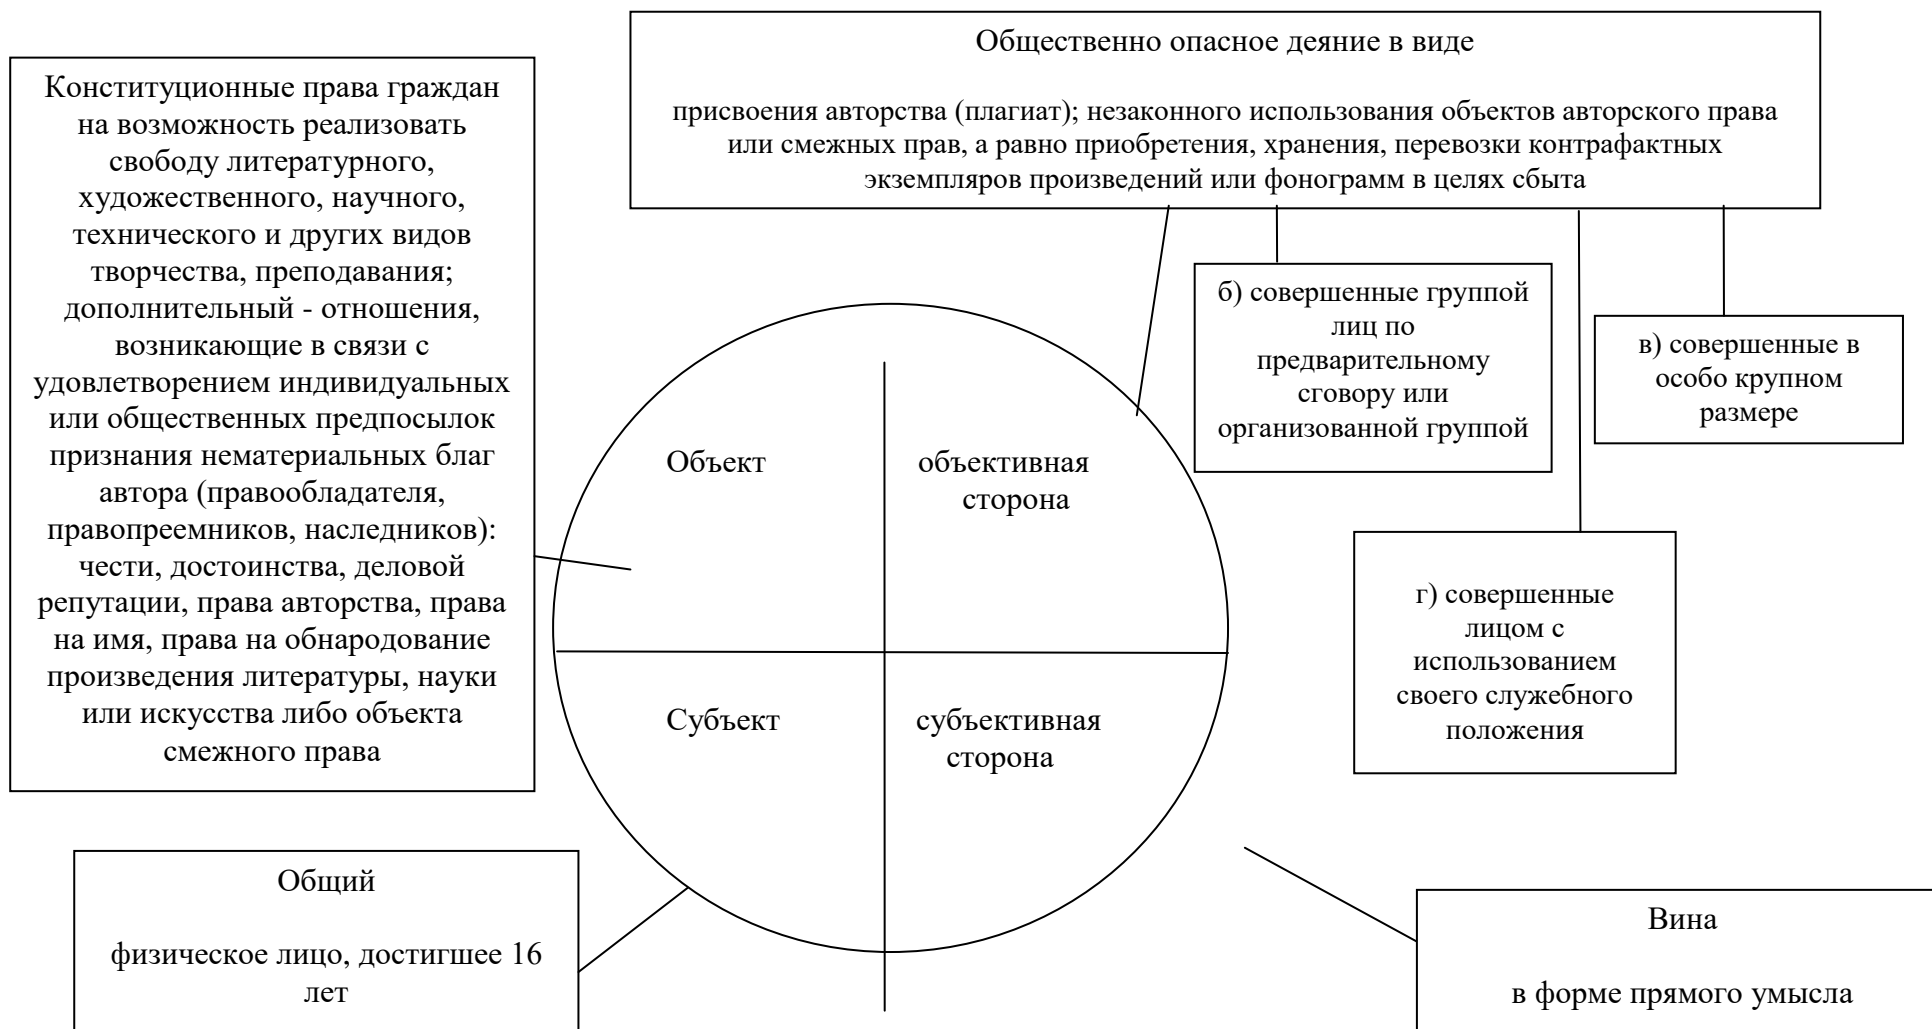 Общественно опасное деяние в виде
присвоения авторства (плагиат); незаконного использования объектов авторского права
или смежных прав, а равно приобретения, хранения, перевозки контрафактных
экземпляров произведений или фонограмм в целях сбыта
Конституционные права граждан
на возможность реализовать
свободу литературного,
художественного, научного,
технического и других видов
творчества, преподавания;
дополнительный - отношения,
возникающие в связи с
удовлетворением индивидуальных
или общественных предпосылок
признания нематериальных благ
автора (правообладателя,
правопреемников, наследников):
чести, достоинства, деловой
репутации, права авторства, права
на имя, права на обнародование
произведения литературы, науки
или искусства либо объекта
смежного права
б) совершенные группой
лиц по
предварительному
сговору или
организованной группой
в) совершенные в
особо крупном
размере
г) совершенные
лицом с
использованием
своего служебного
положения
Объект
объективная
сторона
Субъект
субъективная
сторона
Общий
физическое лицо, достигшее 16
лет
Вина
в форме прямого умысла